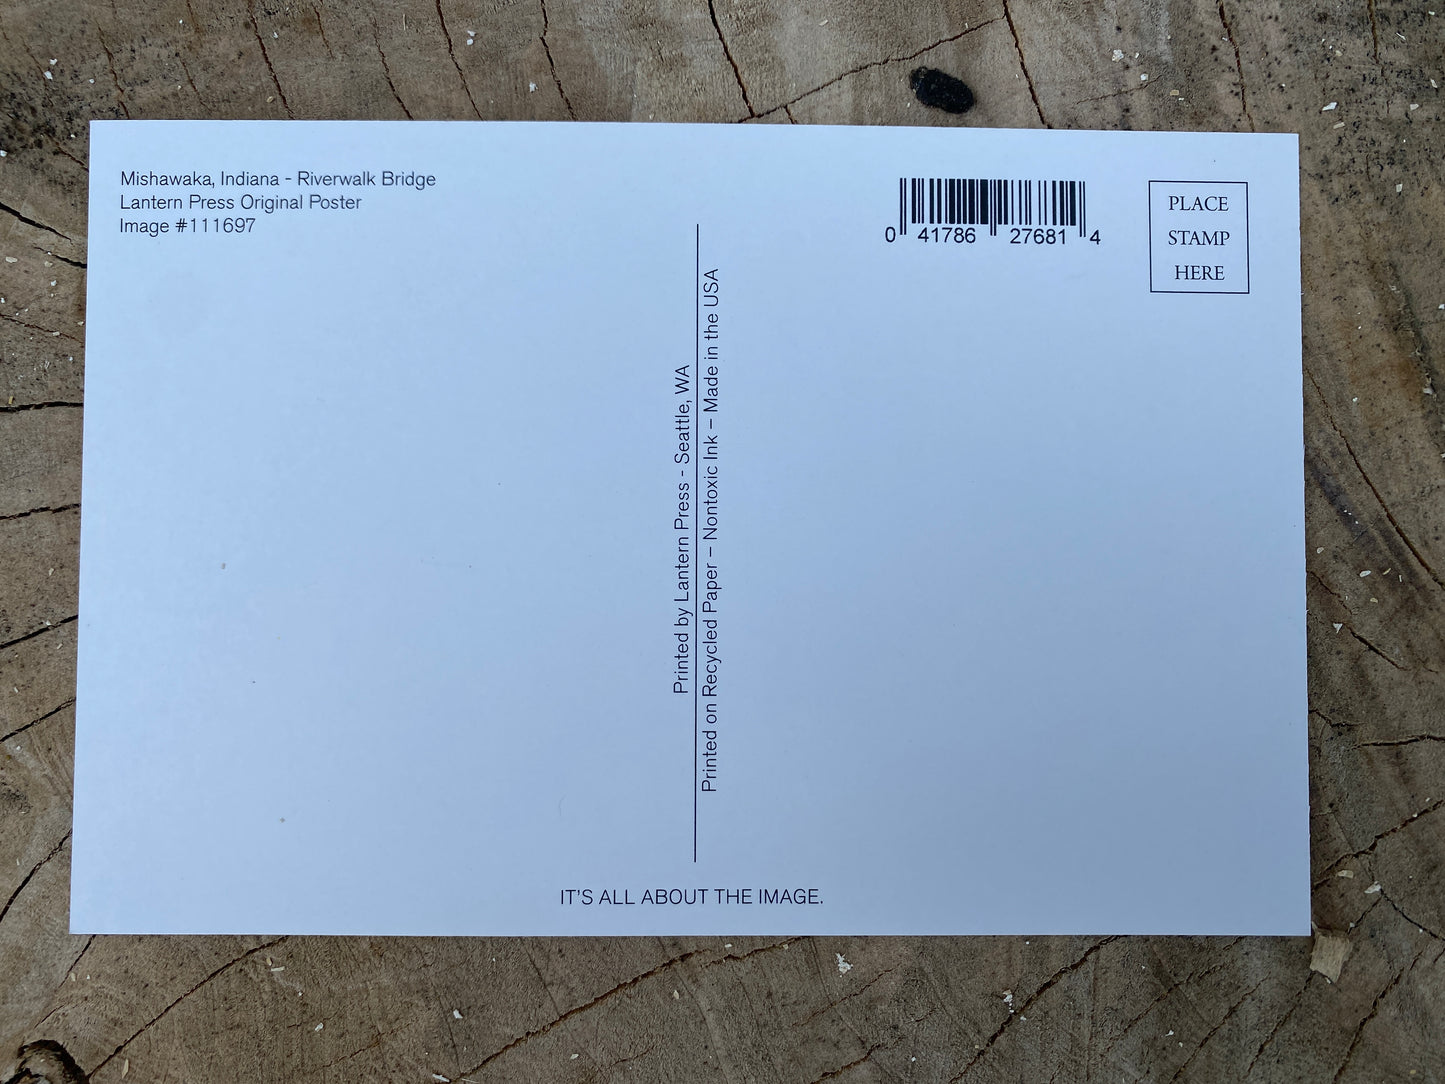 Mishawaka, Indiana - Riverwalk Bridge
Lantern Press Original Poster
Image #111697
0 41786 27681 4
PLACE
STAMP
HERE
Printed by Lantern Press - Seattle, WA
Printed on Recycled Paper – Nontoxic Ink – Made in the USA
IT'S ALL ABOUT THE IMAGE.